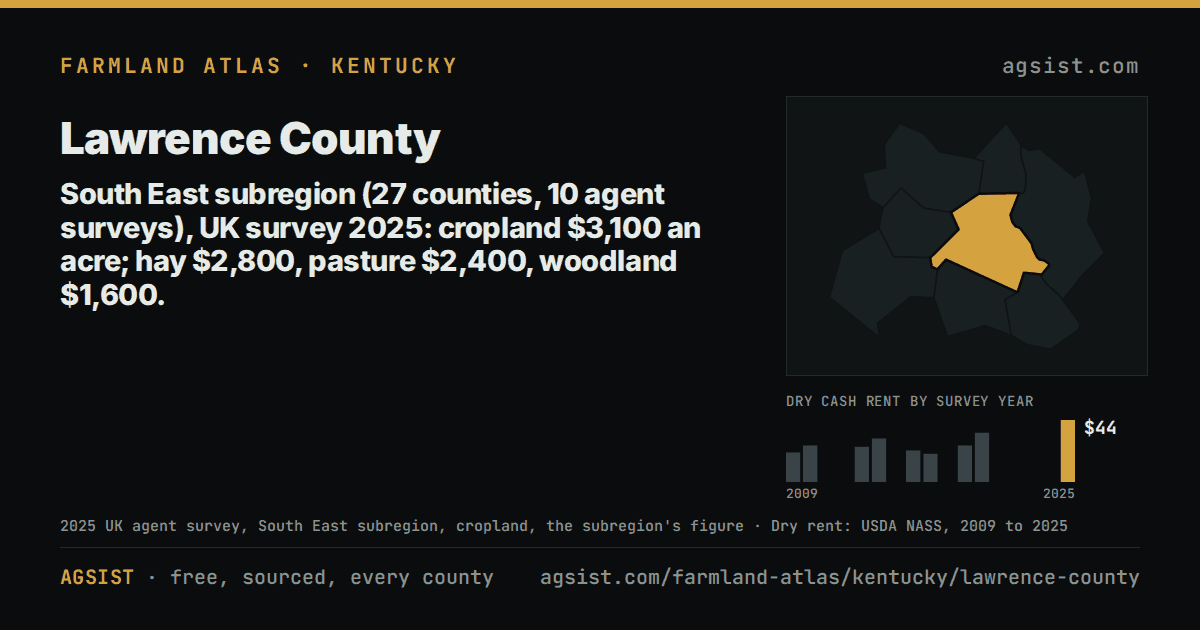 FARMLAND ATLAS · KENTUCKY
agsist.com
Lawrence County
South East subregion (27 counties, 10 agent
surveys), UK survey 2025: cropland $3,100 an
acre; hay $2,800, pasture $2,400, woodland
$1,600.
DRY CASH RENT BY SURVEY YEAR
$44
2009
2025
2025 UK agent survey, South East subregion, cropland, the subregion's figure · Dry rent: USDA NASS, 2009 to 2025
AGSIST · free, sourced, every county
agsist.com/farmland-atlas/kentucky/lawrence-county